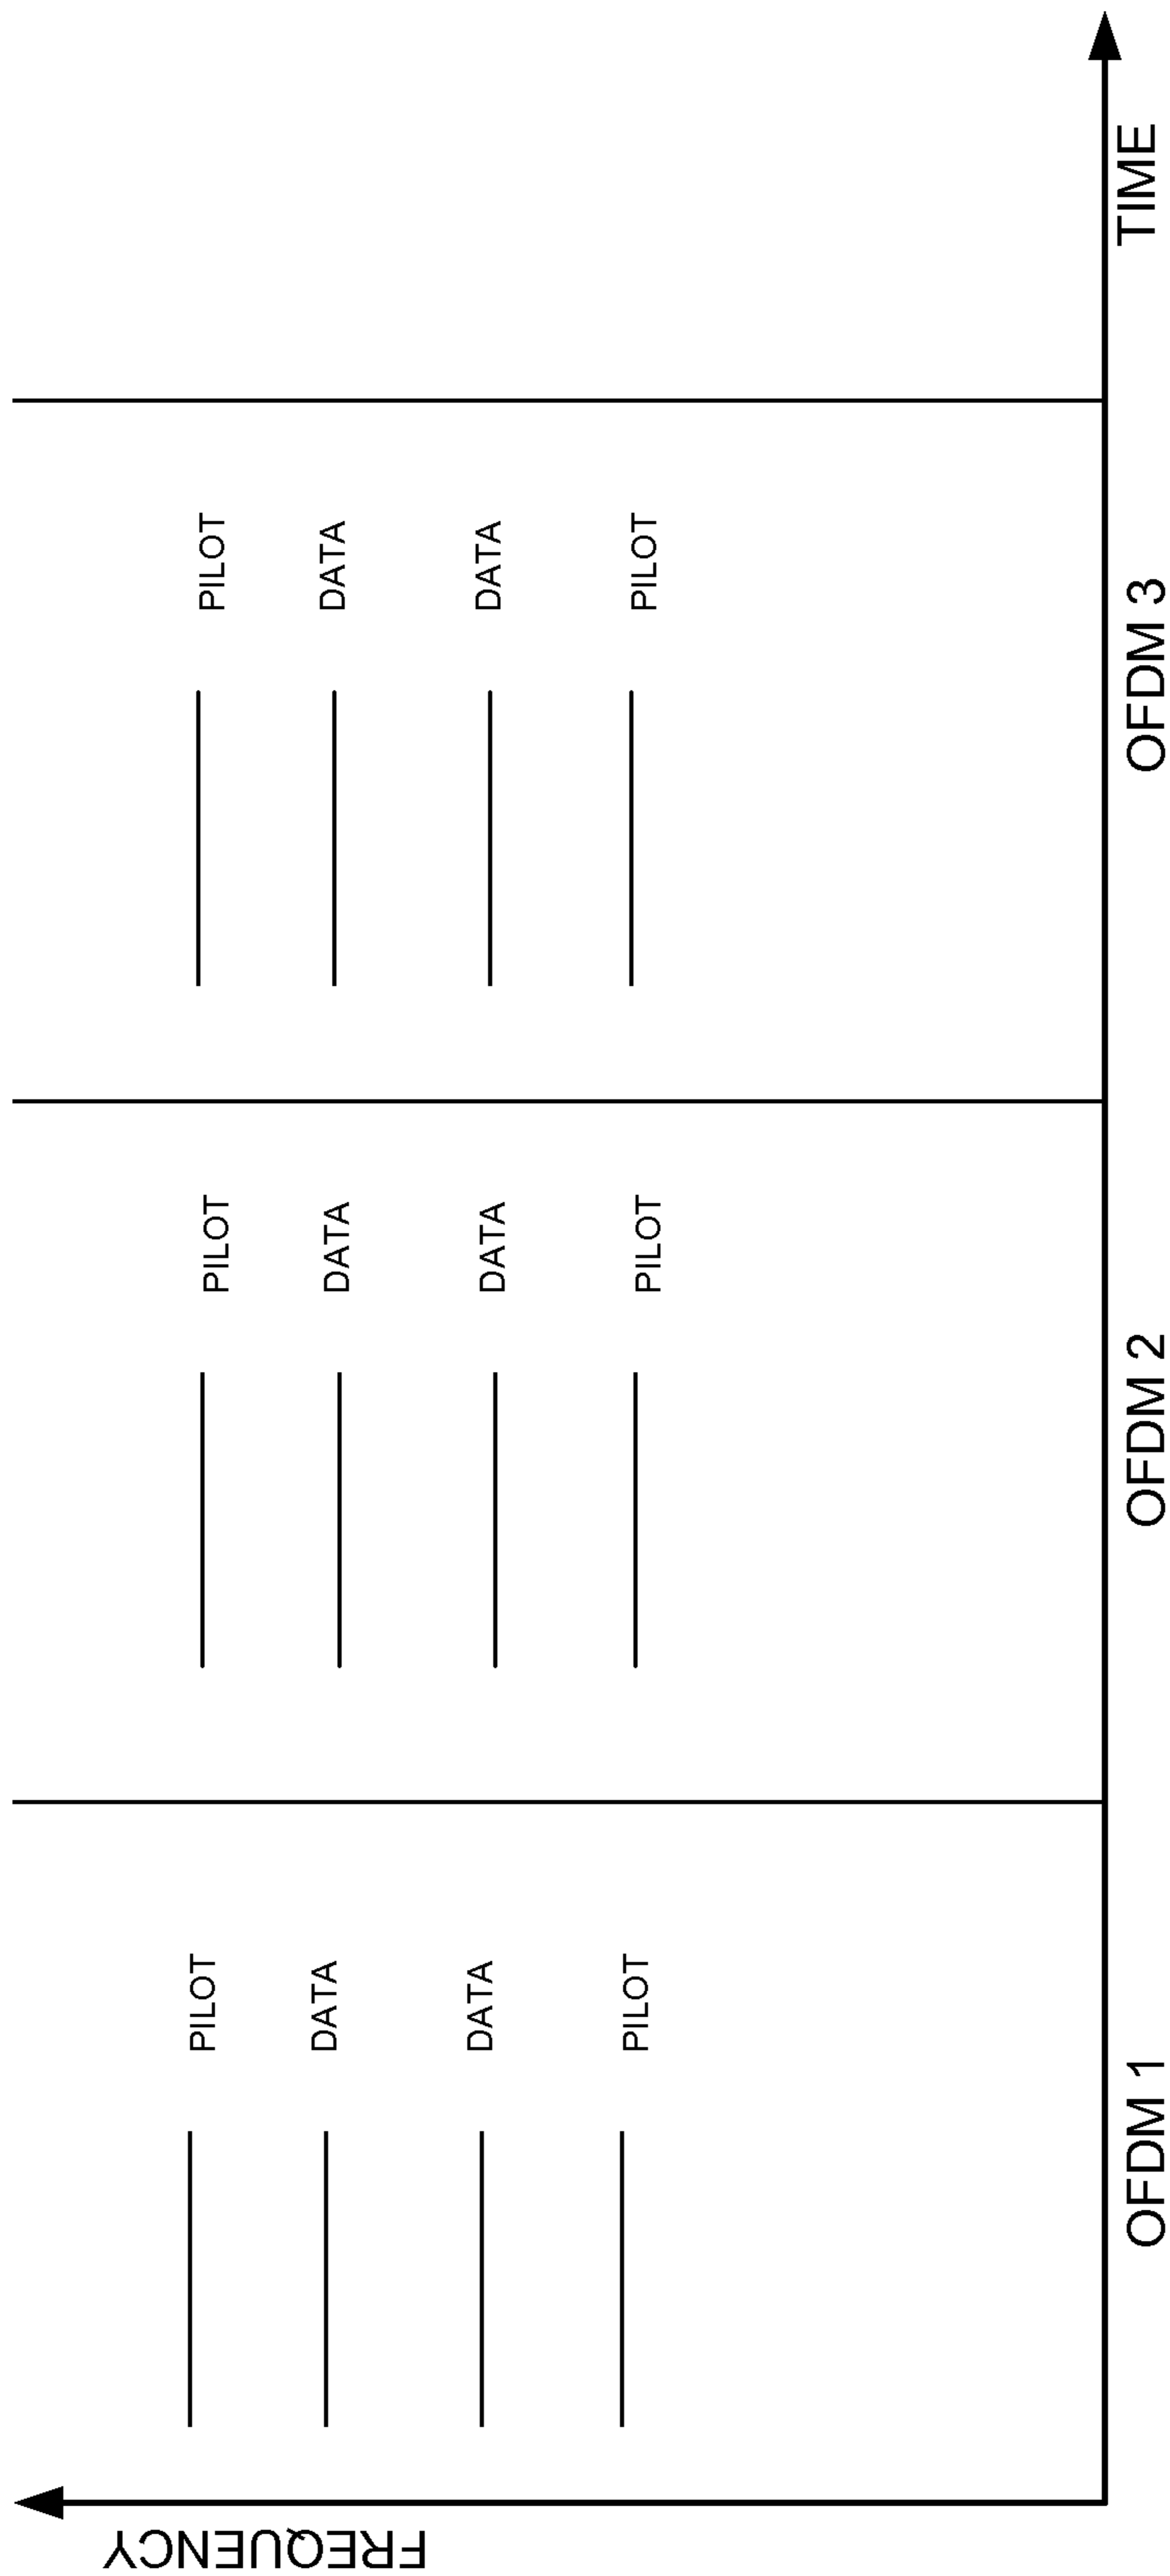 FREQUENCY
PILOT
DATA
DATA
PILOT
PILOT
DATA
DATA
PILOT
PILOT
DATA
DATA
PILOT
OFDM 1
OFDM 2
OFDM 3
TIME